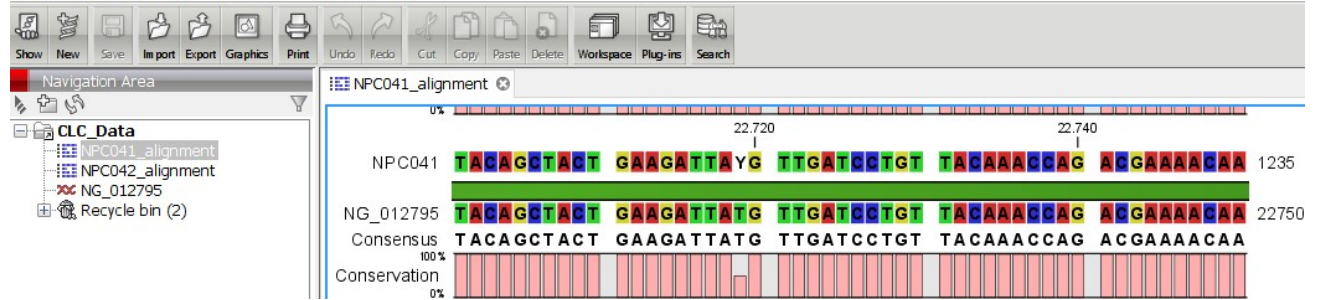 Show New Save Import Export Graphics Print Undo Redo Cut Copy Paste Delete Workspace Plug-ins Search
Navigation Area
CLC_Data
NPC041_alignment
NPC042_alignment
NG_012795
Recycle bin (2)
NPC041_alignment
0%
22.720 22.740
NPC041 TACAGCTACT GAAGATTAYG TTGATCCTGT TACAAACCAG ACGAAAACAA 1235
NG_012795 TACAGCTACT GAAGATTATG TTGATCCTGT TACAAACCAG ACGAAAACAA 22750
Consensus TACAGCTACT GAAGATTATG TTGATCCTGT TACAAACCAG ACGAAAACAA
100%
Conservation
0%